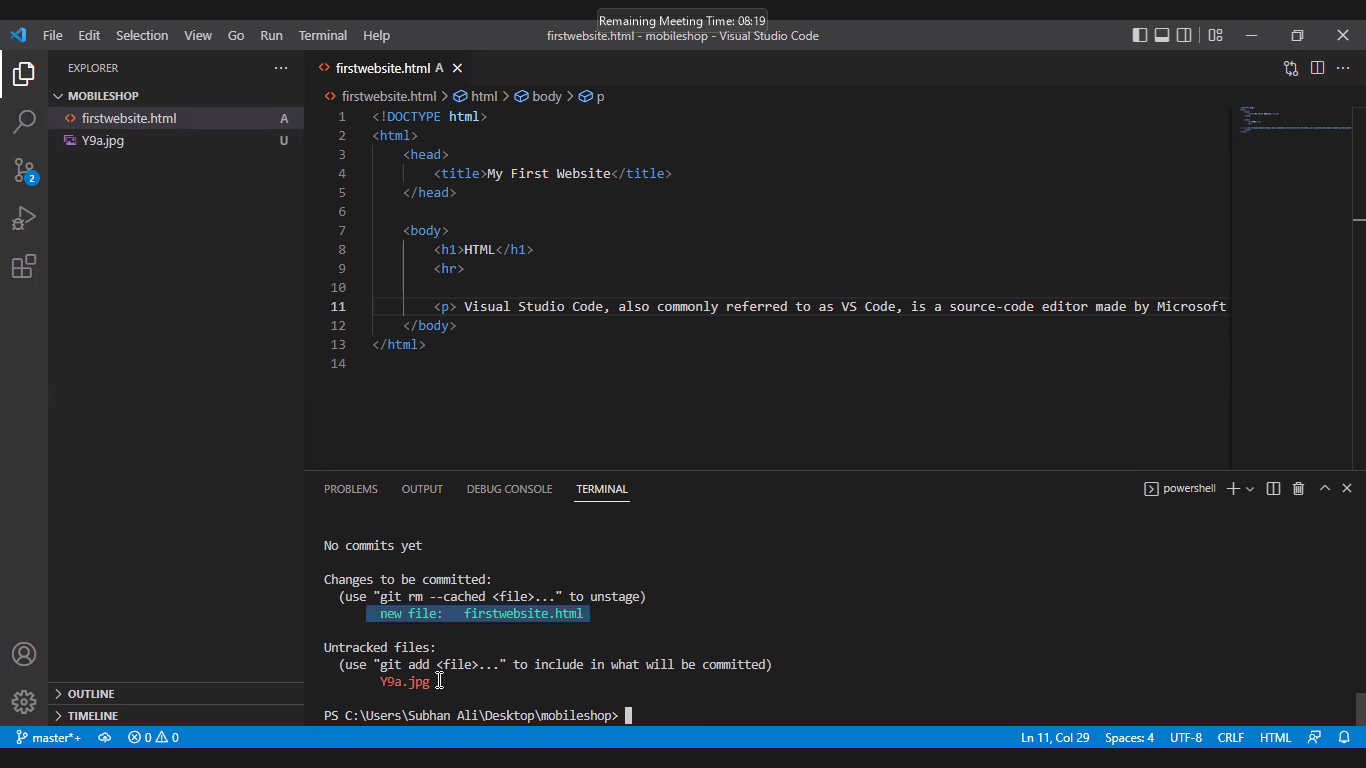 Remaining Meeting Time: 08:19
File Edit Selection View Go Run Terminal Help
firstwebsite.html - mobileshop - Visual Studio Code
EXPLORER
MOBILESHOP
firstwebsite.html A
Y9a.jpg U
2
OUTLINE
TIMELINE
firstwebsite.html A
firstwebsite.html > html > body > p
1 <!DOCTYPE html>
2 <html>
3 <head>
4 <title>My First Website</title>
5 </head>
6
7 <body>
8 <h1>HTML</h1>
9 <hr>
10
11 <p> Visual Studio Code, also commonly referred to as VS Code, is a source-code editor made by Microsoft
12 </body>
13 </html>
14
PROBLEMS OUTPUT DEBUG CONSOLE TERMINAL
powershell
No commits yet
Changes to be committed:
(use "git rm --cached <file>..." to unstage)
new file: firstwebsite.html
Untracked files:
(use "git add <file>..." to include in what will be committed)
Y9a.jpg
PS C:\Users\Subhan Ali\Desktop\mobileshop>
master*+ 0 0 Ln 11, Col 29 Spaces: 4 UTF-8 CRLF HTML